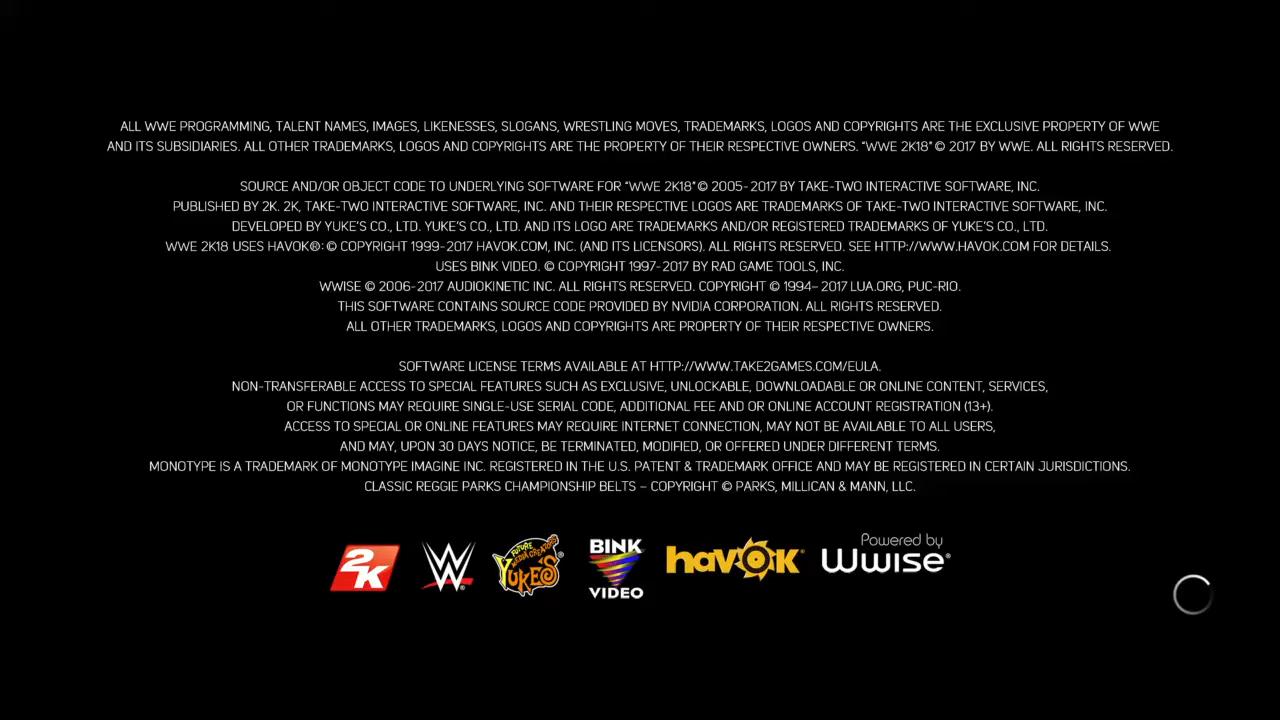 ALL WWE PROGRAMMING, TALENT NAMES, IMAGES, LIKENESSES, SLOGANS, WRESTLING MOVES, TRADEMARKS, LOGOS AND COPYRIGHTS ARE THE EXCLUSIVE PROPERTY OF WWE
AND ITS SUBSIDIARIES. ALL OTHER TRADEMARKS, LOGOS AND COPYRIGHTS ARE THE PROPERTY OF THEIR RESPECTIVE OWNERS. “WWE 2K18” © 2017 BY WWE. ALL RIGHTS RESERVED.
SOURCE AND/OR OBJECT CODE TO UNDERLYING SOFTWARE FOR “WWE 2K18” © 2005-2017 BY TAKE-TWO INTERACTIVE SOFTWARE, INC.
PUBLISHED BY 2K. 2K, TAKE-TWO INTERACTIVE SOFTWARE, INC. AND THEIR RESPECTIVE LOGOS ARE TRADEMARKS OF TAKE-TWO INTERACTIVE SOFTWARE, INC.
DEVELOPED BY YUKE’S CO., LTD. YUKE’S CO., LTD. AND ITS LOGO ARE TRADEMARKS AND/OR REGISTERED TRADEMARKS OF YUKE’S CO., LTD.
WWE 2K18 USES HAVOK®: © COPYRIGHT 1999-2017 HAVOK.COM, INC. (AND ITS LICENSORS). ALL RIGHTS RESERVED. SEE HTTP://WWW.HAVOK.COM FOR DETAILS.
USES BINK VIDEO. © COPYRIGHT 1997-2017 BY RAD GAME TOOLS, INC.
WWISE © 2006-2017 AUDIOKINETIC INC. ALL RIGHTS RESERVED. COPYRIGHT © 1994– 2017 LUA.ORG, PUC-RIO.
THIS SOFTWARE CONTAINS SOURCE CODE PROVIDED BY NVIDIA CORPORATION. ALL RIGHTS RESERVED.
ALL OTHER TRADEMARKS, LOGOS AND COPYRIGHTS ARE PROPERTY OF THEIR RESPECTIVE OWNERS.
SOFTWARE LICENSE TERMS AVAILABLE AT HTTP://WWW.TAKE2GAMES.COM/EULA.
NON-TRANSFERABLE ACCESS TO SPECIAL FEATURES SUCH AS EXCLUSIVE, UNLOCKABLE, DOWNLOADABLE OR ONLINE CONTENT, SERVICES,
OR FUNCTIONS MAY REQUIRE SINGLE-USE SERIAL CODE, ADDITIONAL FEE AND OR ONLINE ACCOUNT REGISTRATION (13+).
ACCESS TO SPECIAL OR ONLINE FEATURES MAY REQUIRE INTERNET CONNECTION, MAY NOT BE AVAILABLE TO ALL USERS,
AND MAY, UPON 30 DAYS NOTICE, BE TERMINATED, MODIFIED, OR OFFERED UNDER DIFFERENT TERMS.
MONOTYPE IS A TRADEMARK OF MONOTYPE IMAGINE INC. REGISTERED IN THE U.S. PATENT & TRADEMARK OFFICE AND MAY BE REGISTERED IN CERTAIN JURISDICTIONS.
CLASSIC REGGIE PARKS CHAMPIONSHIP BELTS – COPYRIGHT © PARKS, MILLICAN & MANN, LLC.
2K
W ®
FUTURE MEDIA CREATORS YUKE'S ®
BINK VIDEO
havok ®
Powered by
Wwise®